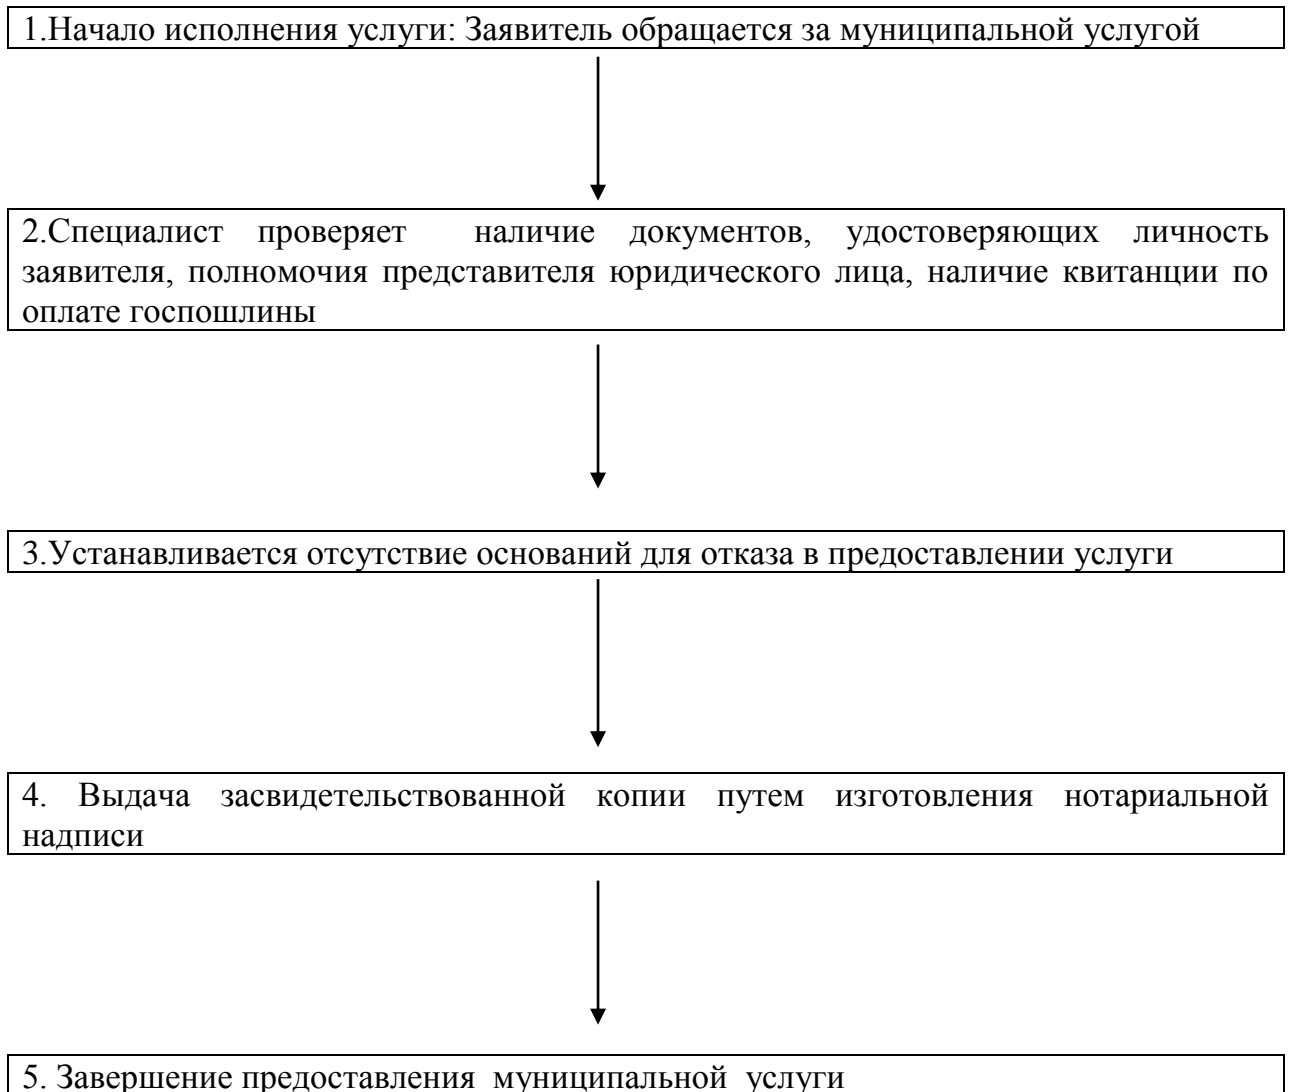 1.Начало исполнения услуги: Заявитель обращается за муниципальной услугой
2.Специалист проверяет наличие документов, удостоверяющих личность
заявителя, полномочия представителя юридического лица, наличие квитанции по
оплате госпошлины
3.Устанавливается отсутствие оснований для отказа в предоставлении услуги
4. Выдача засвидетельствованной копии путем изготовления нотариальной
надписи
5. Завершение предоставления муниципальной услуги